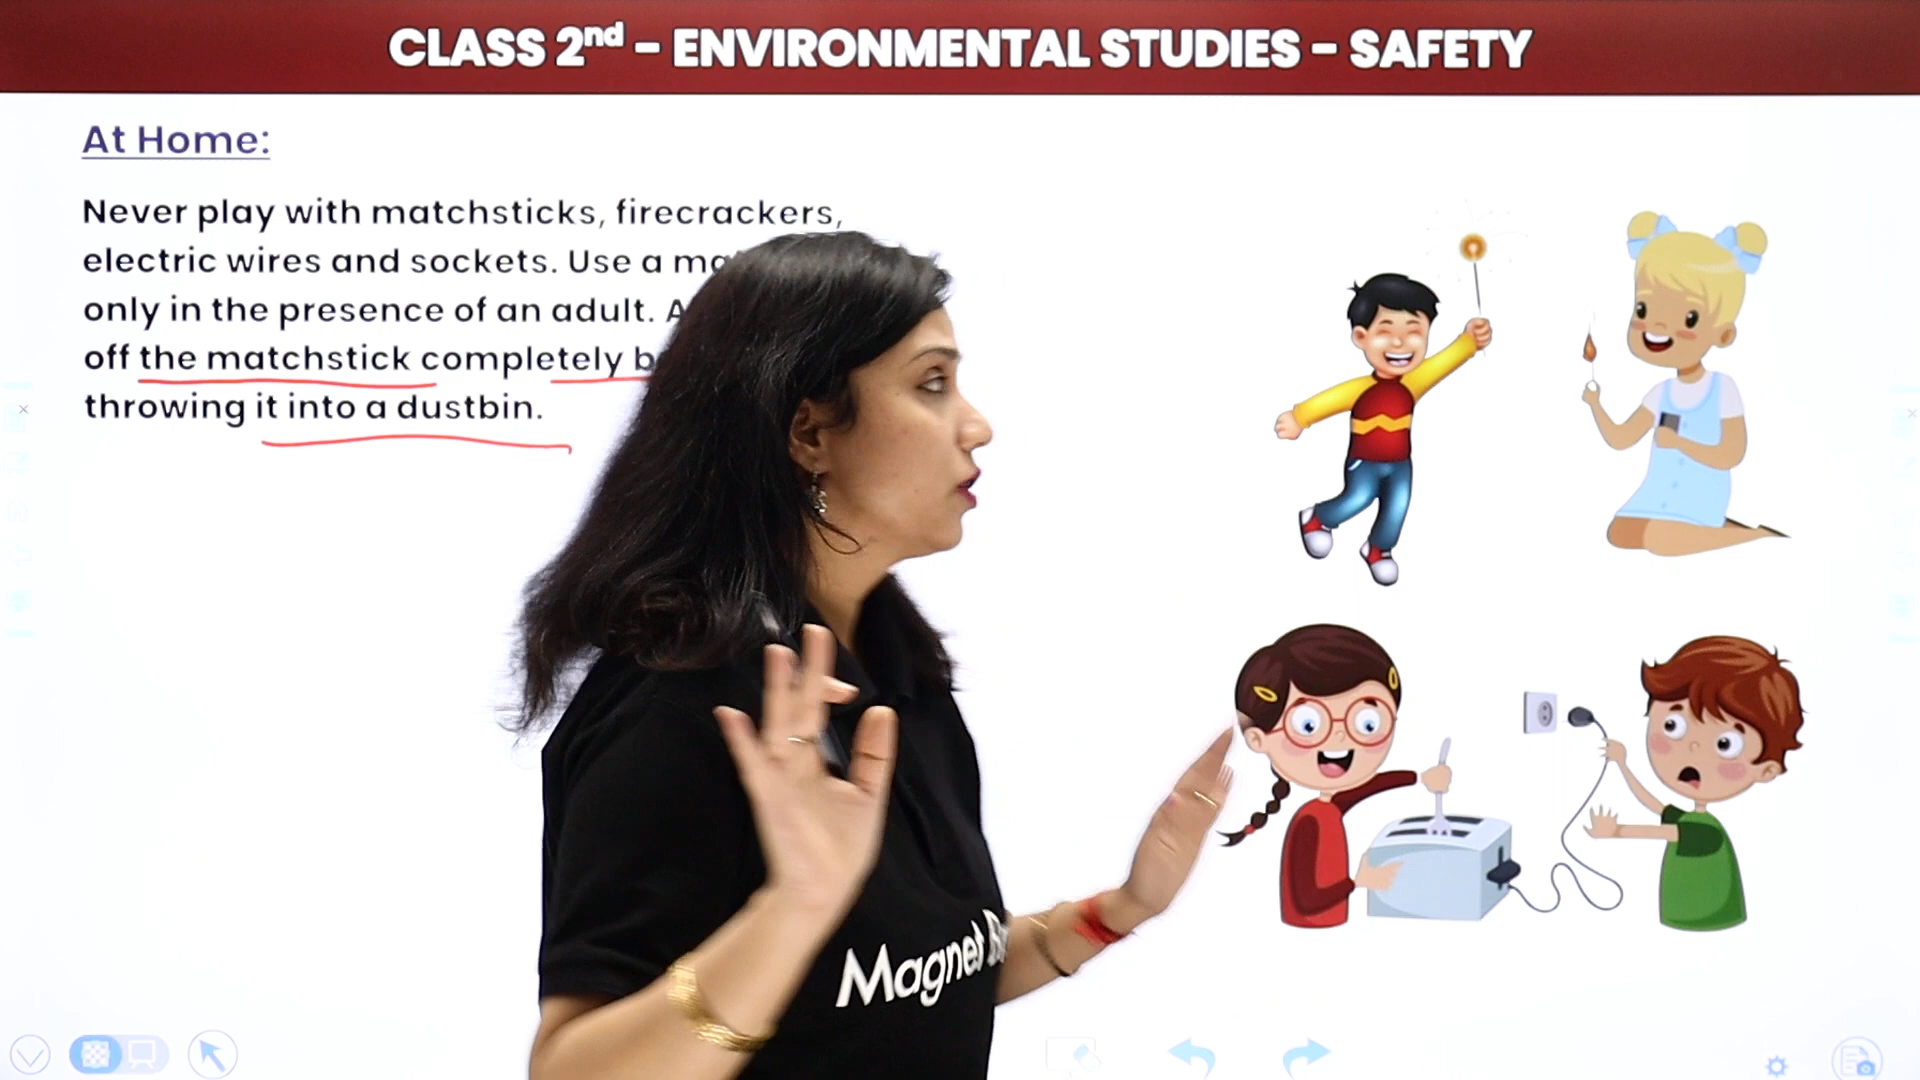 CLASS 2nd - ENVIRONMENTAL STUDIES - SAFETY
At Home:
Never play with matchsticks, firecrackers,
electric wires and sockets. Use a
only in the presence of an adult.
off the matchstick completely
throwing it into a dustbin.
Magnet